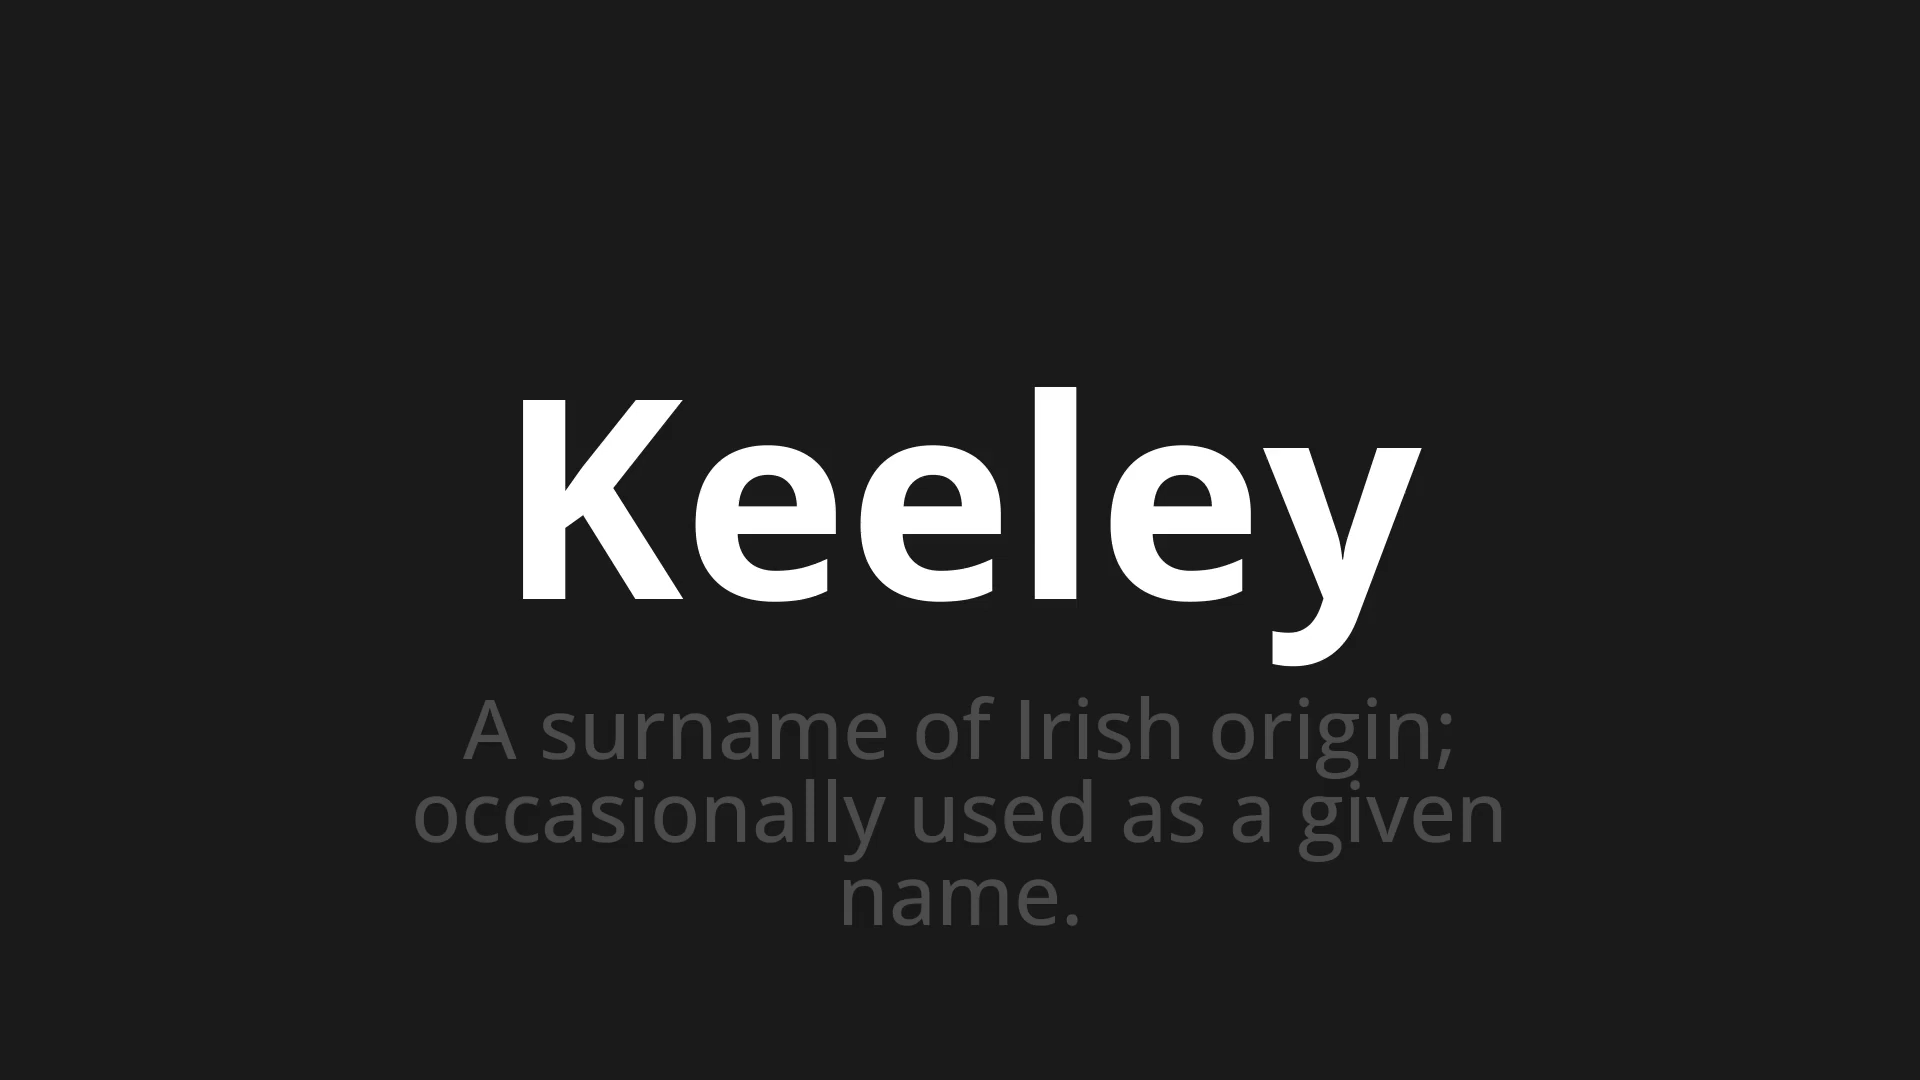 Keeley
A surname of Irish origin;
occasionally used as a given
name.